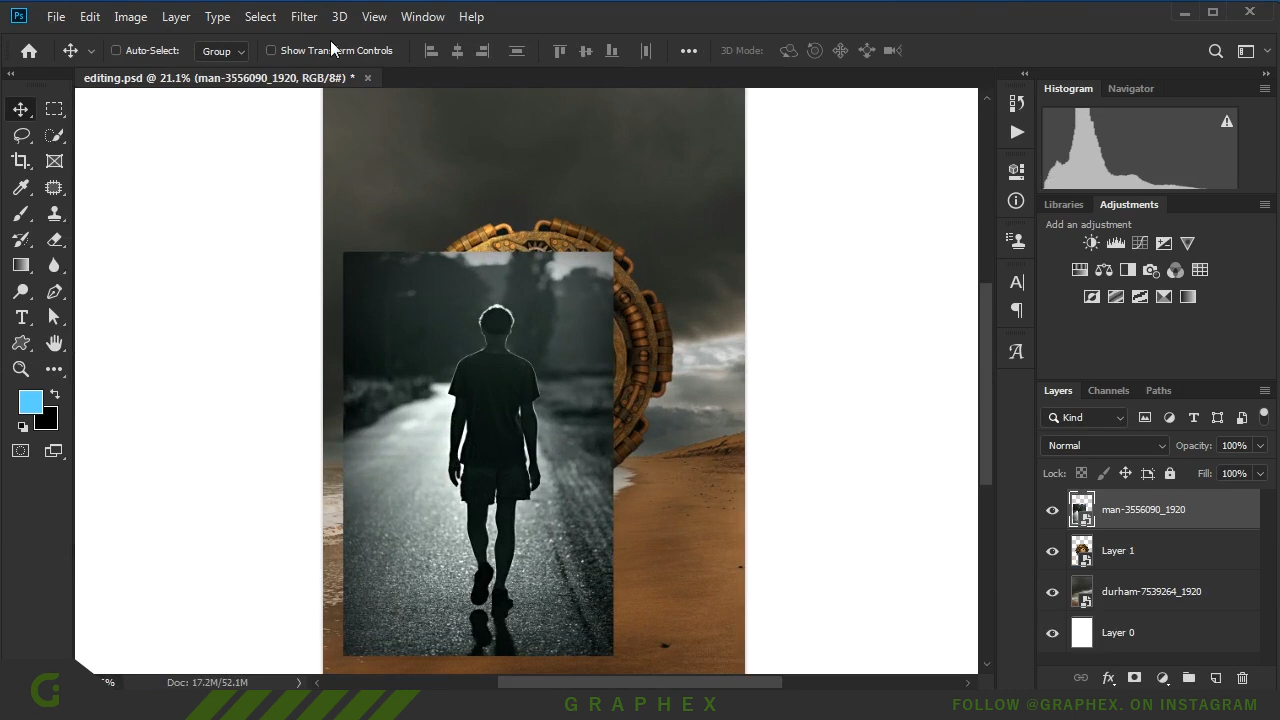 Ps File Edit Image Layer Type Select Filter 3D View Window Help
Auto-Select: Group Show Transform Controls 3D Mode:
editing.psd @ 21.1% (man-3556090_1920, RGB/8#) *
Histogram Navigator
Libraries Adjustments
Add an adjustment
Layers Channels Paths
Kind
Normal Opacity: 100%
Lock: Fill: 100%
man-3556090_1920
Layer 1
durham-7539264_1920
Layer 0
% Doc: 17.2M/52.1M
GRAPHEX
FOLLOW @GRAPHEX. ON INSTAGRAM